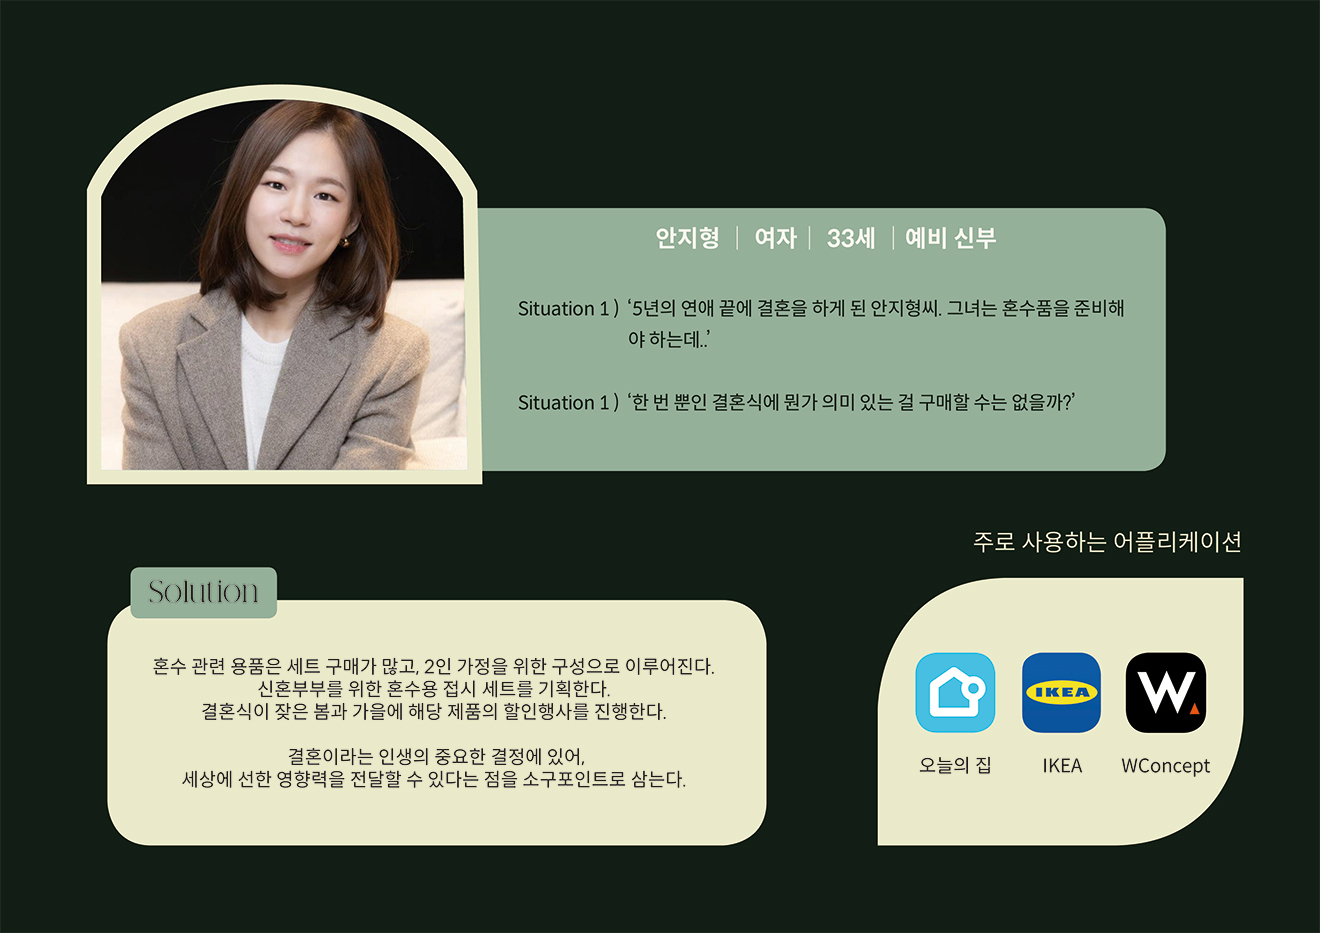 안지형 | 여자 | 33세 | 예비 신부
Situation 1 ) ‘5년의 연애 끝에 결혼을 하게 된 안지형씨. 그녀는 혼수품을 준비해
야 하는데..’
Situation 1 ) ‘한 번 뿐인 결혼식에 뭔가 의미 있는 걸 구매할 수는 없을까?’
Solution
혼수 관련 용품은 세트 구매가 많고, 2인 가정을 위한 구성으로 이루어진다.
신혼부부를 위한 혼수용 접시 세트를 기획한다.
결혼식이 잦은 봄과 가을에 해당 제품의 할인행사를 진행한다.
결혼이라는 인생의 중요한 결정에 있어,
세상에 선한 영향력을 전달할 수 있다는 점을 소구포인트로 삼는다.
주로 사용하는 어플리케이션
IKEA
W
오늘의 집
IKEA
WConcept